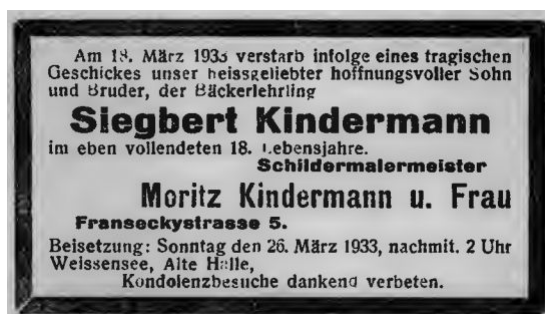 Am 18. März 1933 verstarb infolge eines tragischen
Geschickes unser heissgeliebter hoffnungsvoller Sohn
und Bruder, der Bäckerlehrling
Siegbert Kindermann
im eben vollendeten 18. Lebensjahre.
Schildermalermeister
Moritz Kindermann u. Frau
Franseckystrasse 5.
Beisetzung: Sonntag den 26. März 1933, nachmit. 2 Uhr
Weissensee, Alte Halle,
Kondolenzbesuche dankend verbeten.